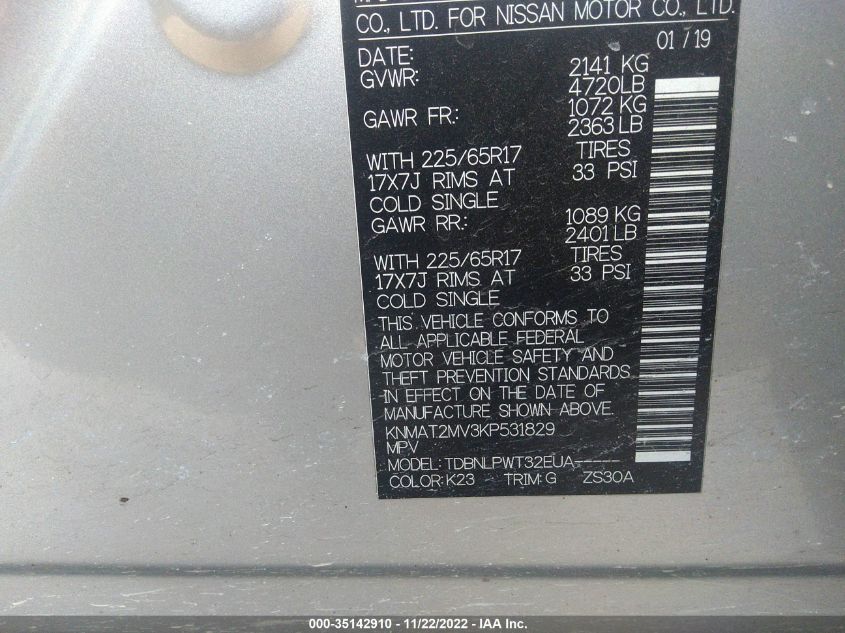 CO., LTD. FOR NISSAN MOTOR CO., LTD.
DATE: 01 / 19
GVWR: 2141 KG
4720LB
GAWR FR.: 1072 KG
2363 LB
WITH 225/65R17 TIRES
17X7J RIMS AT 33 PSI
COLD SINGLE
GAWR RR.: 1089 KG
2401 LB
WITH 225/65R17 TIRES
17X7J RIMS AT 33 PSI
COLD SINGLE
THIS VEHICLE CONFORMS TO
ALL APPLICABLE FEDERAL
MOTOR VEHICLE SAFETY AND
THEFT PREVENTION STANDARDS
IN EFFECT ON THE DATE OF
MANUFACTURE SHOWN ABOVE.
KNMAT2MV3KP531829
MPV
MODEL: TDBNLPWT32EUA-----
COLOR:K23 TRIM:G ZS30A
000-35142910 - 11/22/2022 - IAA Inc.